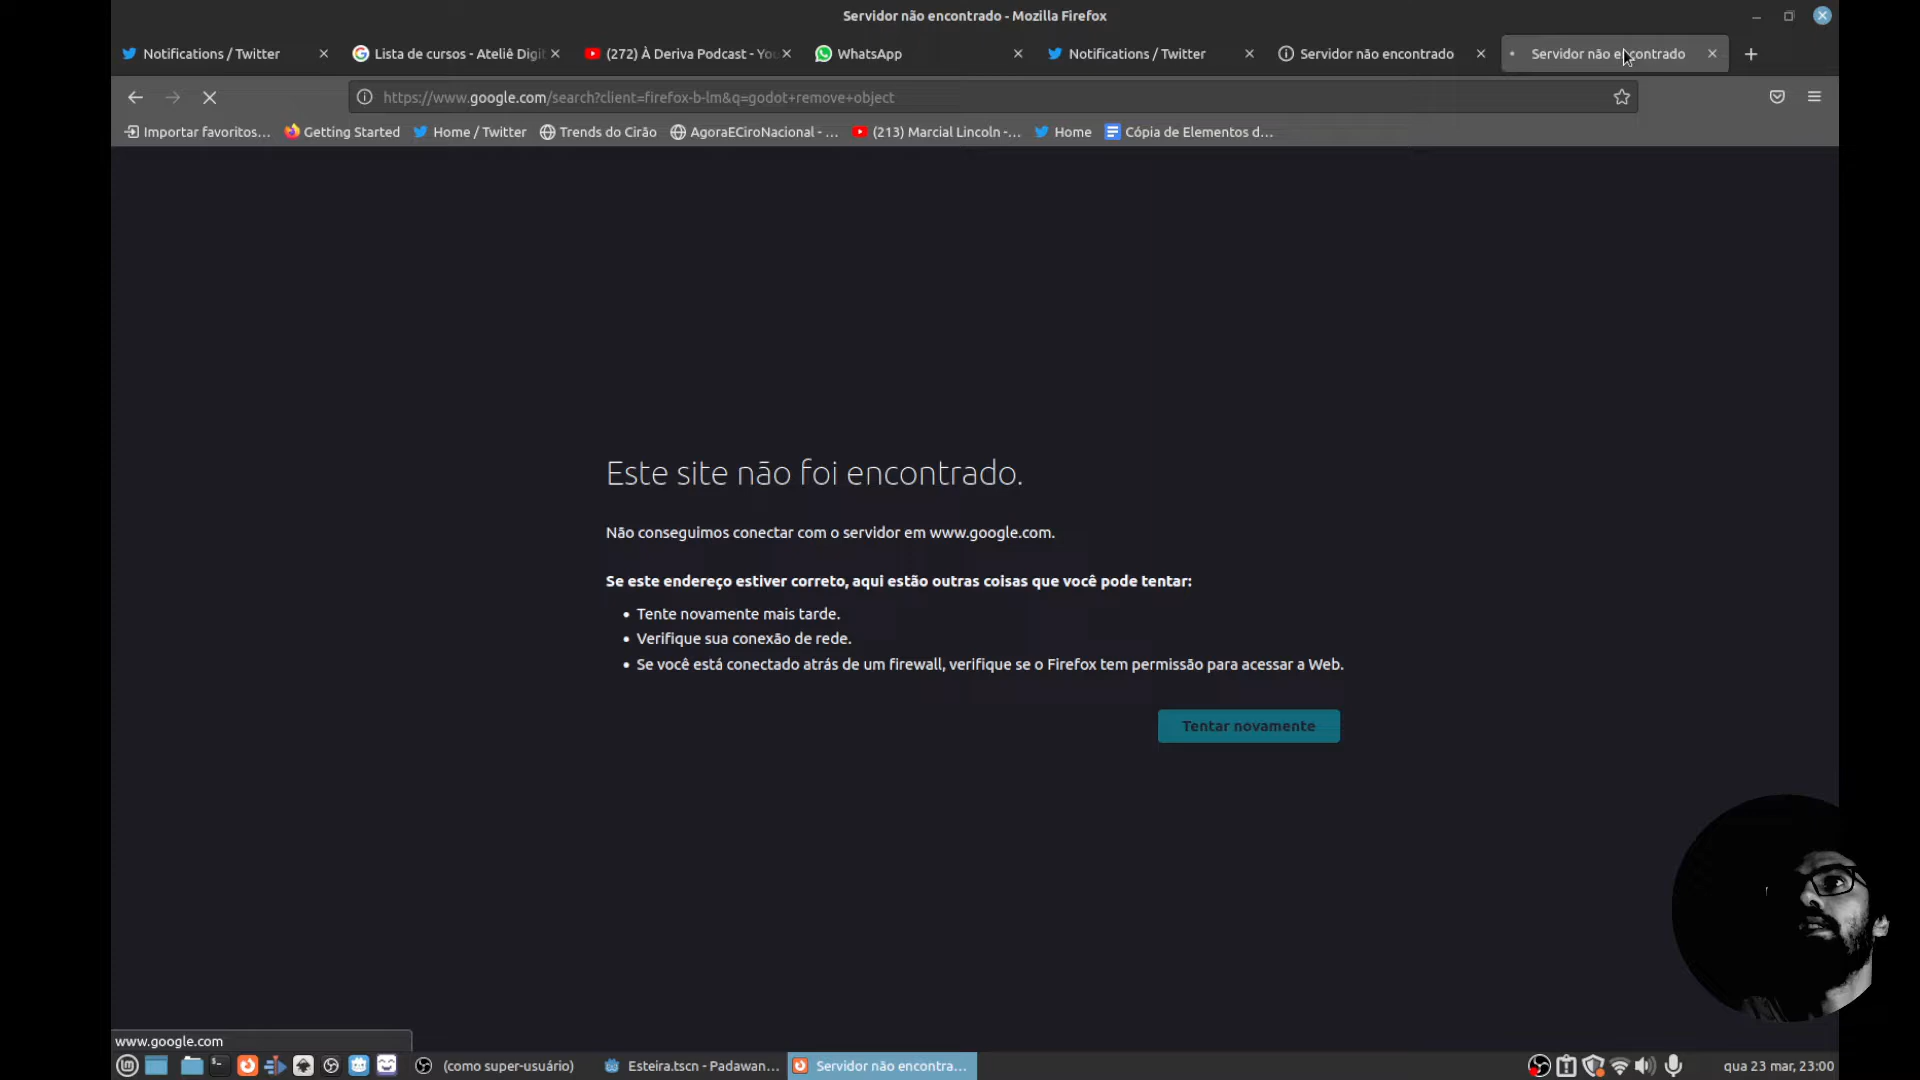 Servidor não encontrado - Mozilla Firefox
Notifications / Twitter
Lista de cursos - Ateliê Digit
(272) À Deriva Podcast - You
WhatsApp
Notifications / Twitter
Servidor não encontrado
Servidor não encontrado
https://www.google.com/search?client=firefox-b-lm&q=godot+remove+object
Importar favoritos...
Getting Started
Home / Twitter
Trends do Cirão
AgoraECiroNacional - ...
(213) Marcial Lincoln -...
Home
Cópia de Elementos d...
Este site não foi encontrado.
Não conseguimos conectar com o servidor em www.google.com.
Se este endereço estiver correto, aqui estão outras coisas que você pode tentar:
• Tente novamente mais tarde.
• Verifique sua conexão de rede.
• Se você está conectado atrás de um firewall, verifique se o Firefox tem permissão para acessar a Web.
Tentar novamente
www.google.com
(como super-usuário)
Esteira.tscn - Padawan...
Servidor não encontra...
qua 23 mar, 23:00